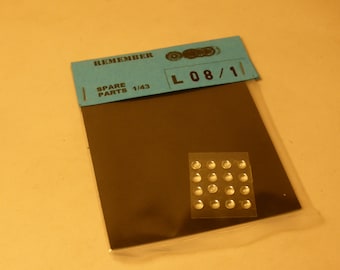 REMEMBER
SPARE
PARTS 1/43
L 08/1